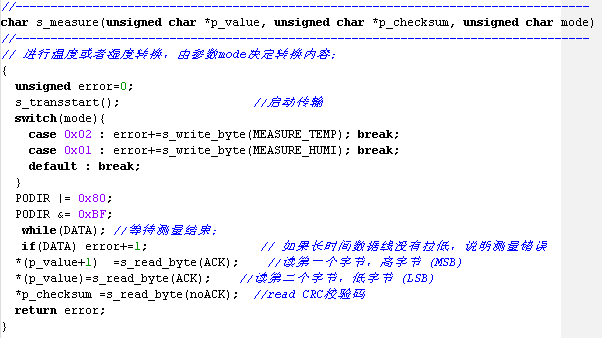 //----------------------------------------------------------------------------------
char s_measure(unsigned char *p_value, unsigned char *p_checksum, unsigned char mode)
//----------------------------------------------------------------------------------
// 进行温度或者湿度转换，由参数mode决定转换内容；
{
unsigned error=0;
s_transstart(); //启动传输
switch(mode){
case 0x02 : error+=s_write_byte(MEASURE_TEMP); break;
case 0x01 : error+=s_write_byte(MEASURE_HUMI); break;
default : break;
}
P0DIR |= 0x80;
P0DIR &= 0xBF;
while(DATA); //等待测量结束；
if(DATA) error+=1; // 如果长时间数据线没有拉低，说明测量错误
*(p_value+1) =s_read_byte(ACK); //读第一个字节，高字节 (MSB)
*(p_value)=s_read_byte(ACK); //读第二个字节，低字节 (LSB)
*p_checksum =s_read_byte(noACK); //read CRC校验码
return error;
}